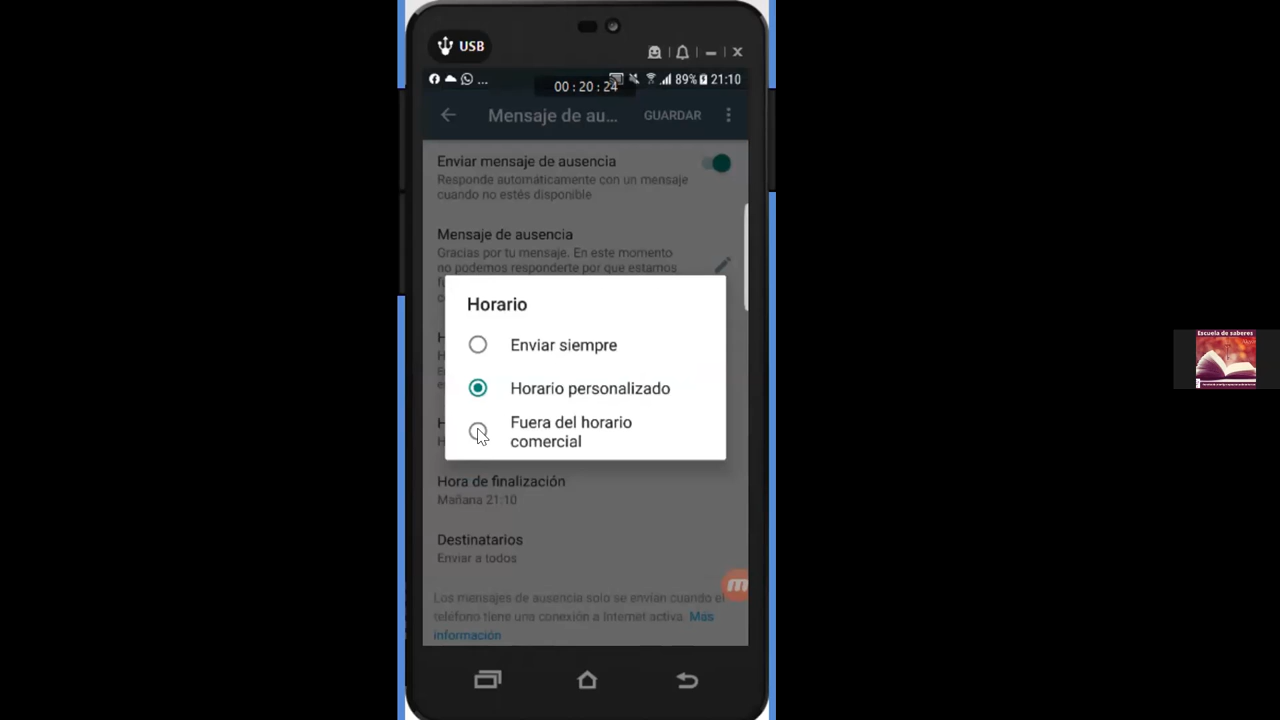 USB
89% 21:10
00:20:24
Mensaje de au... GUARDAR
Enviar mensaje de ausencia
Responde automáticamente con un mensaje
cuando no estés disponible
Mensaje de ausencia
Gracias por tu mensaje. En este momento
no podemos responderte por que estamos
Horario
Enviar siempre
Horario personalizado
Fuera del horario
comercial
Hora de finalización
Mañana 21:10
Destinatarios
Enviar a todos
Los mensajes de ausencia solo se envían cuando el
teléfono tiene una conexión a Internet activa. Más
información
Escuela de saberes